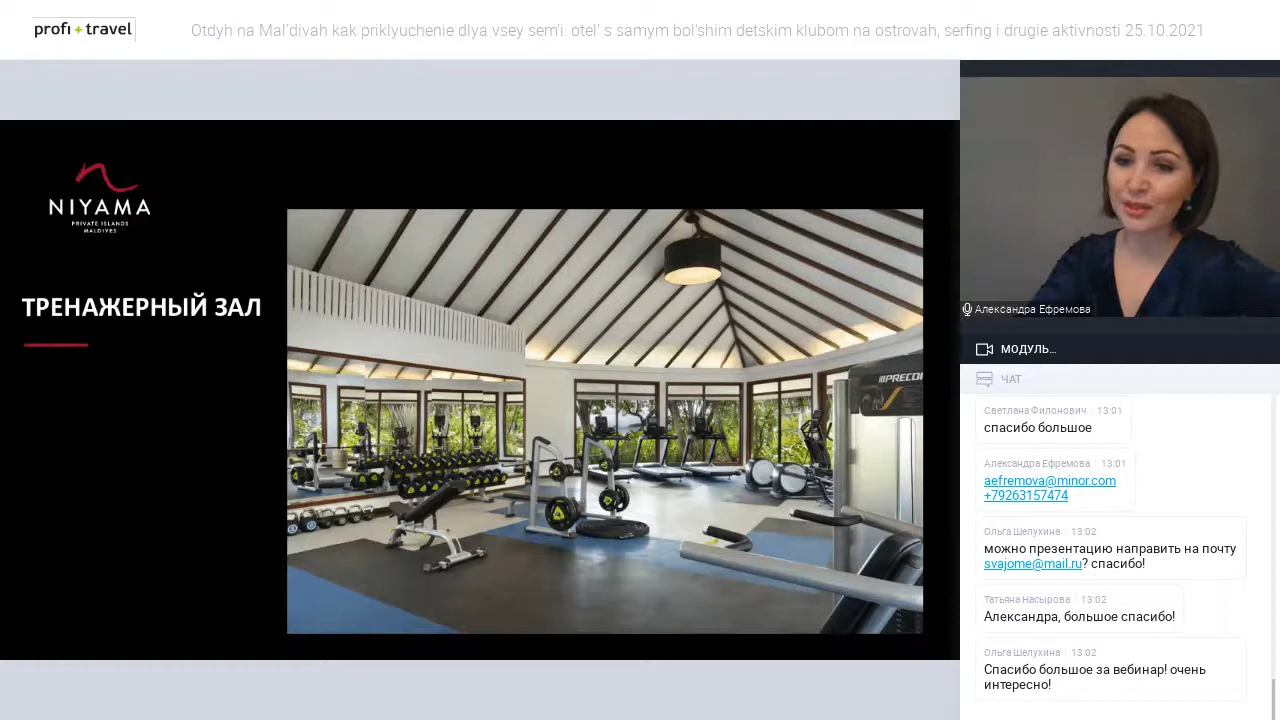 profi + travel
Otdyh na Mal'divah kak priklyuchenie dlya vsey sem'i: otel' s samym bol'shim detskim klubom na ostrovah, serfing i drugie aktivnosti 25.10.2021
NIYAMA
PRIVATE ISLANDS
MALDIVES
ТРЕНАЖЕРНЫЙ ЗАЛ
Александра Ефремова
МОДУЛЬ...
ЧАТ
Светлана Филонович 13:01
спасибо большое
Александра Ефремова 13:01
aefremova@minor.com
+79263157474
Ольга Шелухина 13:02
можно презентацию направить на почту
svajome@mail.ru? спасибо!
Татьяна Насырова 13:02
Александра, большое спасибо!
Ольга Шелухина 13:02
Спасибо большое за вебинар! очень
интересно!